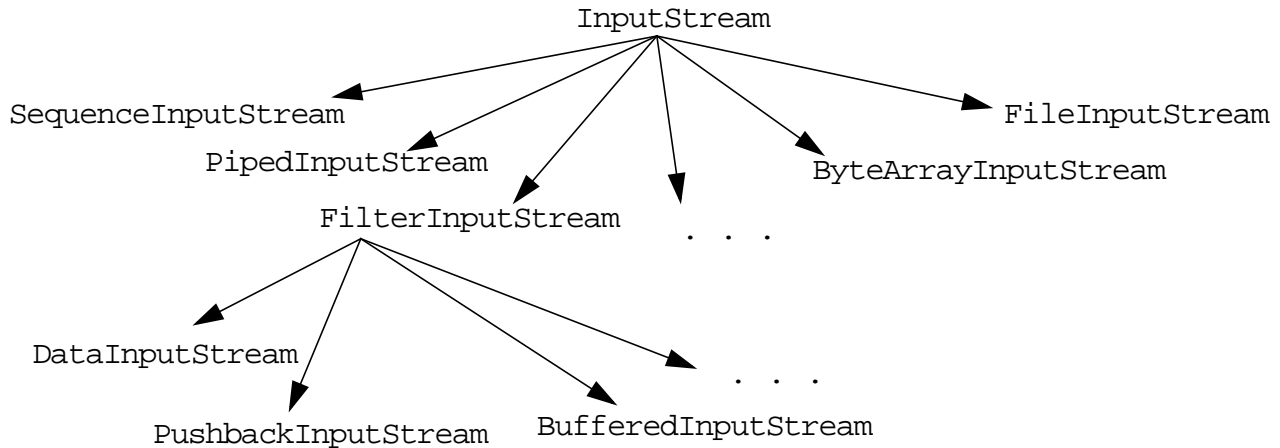 InputStream
SequenceInputStream
FileInputStream
PipedInputStream
ByteArrayInputStream
FilterInputStream
. . .
DataInputStream
. . .
PushbackInputStream
BufferedInputStream